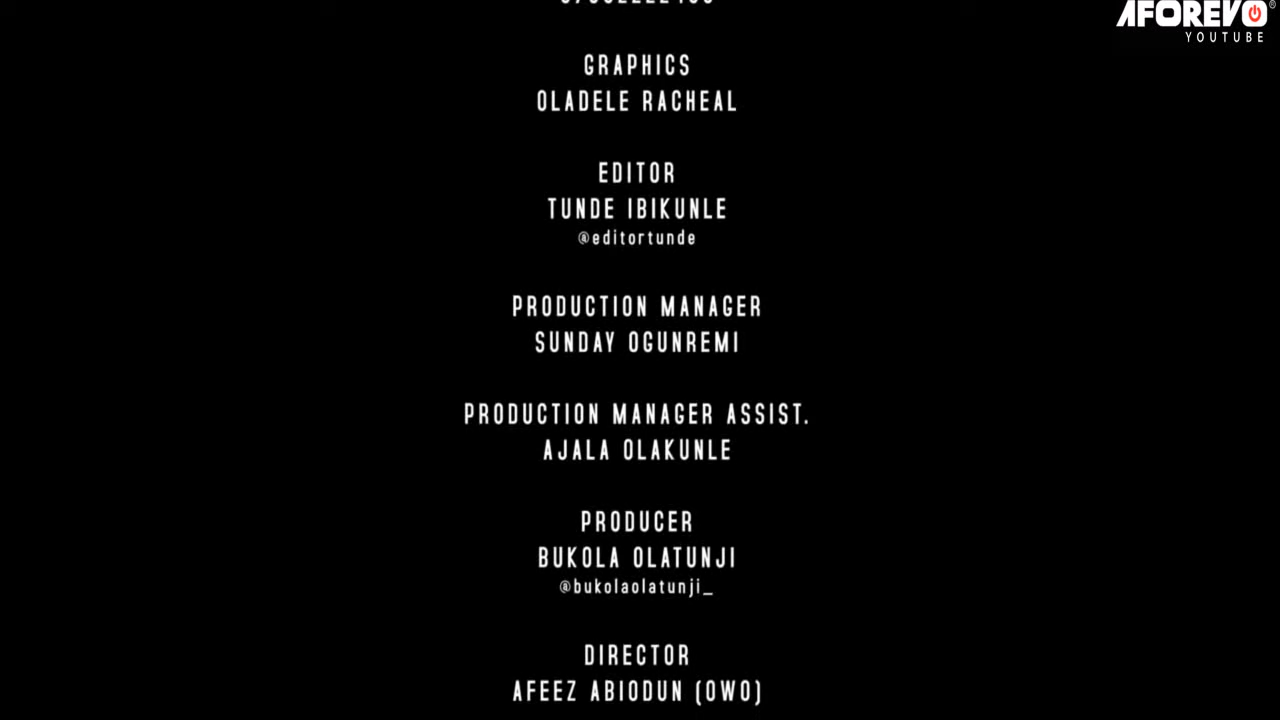 AFOREVO
YOUTUBE
GRAPHICS
OLADELE RACHEAL
EDITOR
TUNDE IBIKUNLE
@editortunde
PRODUCTION MANAGER
SUNDAY OGUNREMI
PRODUCTION MANAGER ASSIST.
AJALA OLAKUNLE
PRODUCER
BUKOLA OLATUNJI
@bukolaolatunji_
DIRECTOR
AFEEZ ABIODUN (OWO)